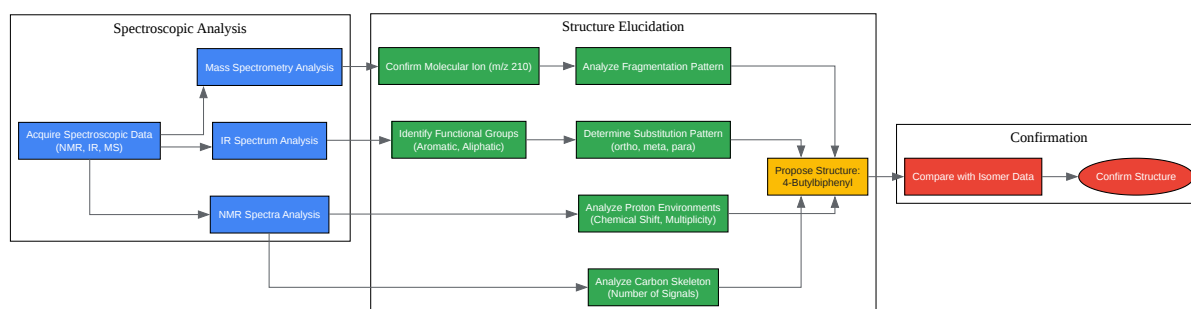 Spectroscopic Analysis
Structure Elucidation
Mass Spectrometry Analysis
Confirm Molecular Ion (m/z 210)
Analyze Fragmentation Pattern
Acquire Spectroscopic Data
(NMR, IR, MS)
IR Spectrum Analysis
Identify Functional Groups
(Aromatic, Aliphatic)
Determine Substitution Pattern
(ortho, meta, para)
Confirmation
Propose Structure:
4-Butylbiphenyl
Compare with Isomer Data
Confirm Structure
NMR Spectra Analysis
Analyze Proton Environments
(Chemical Shift, Multiplicity)
Analyze Carbon Skeleton
(Number of Signals)